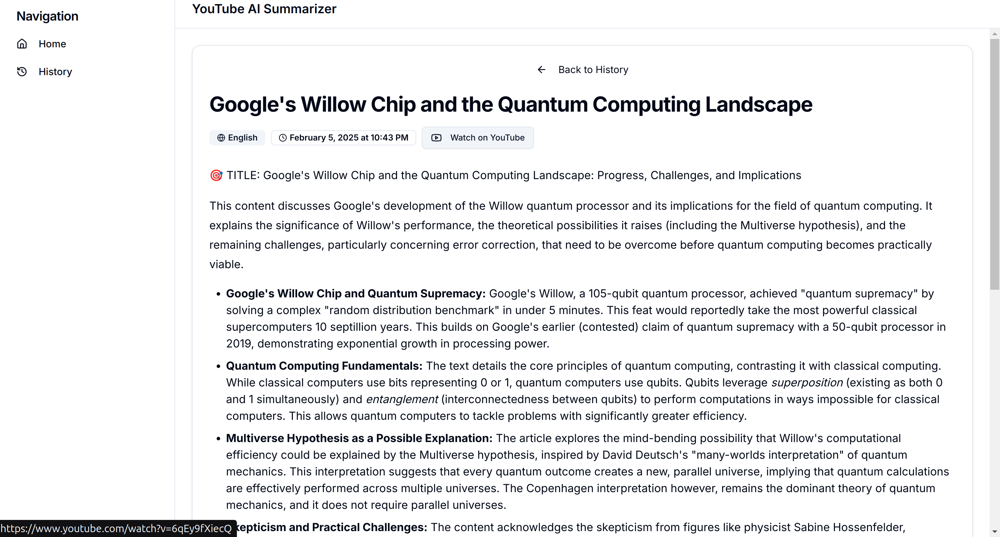 Navigation
Home
History
YouTube AI Summarizer
Back to History
Google's Willow Chip and the Quantum Computing Landscape
English
February 5, 2025 at 10:43 PM
Watch on YouTube
🎯 TITLE: Google's Willow Chip and the Quantum Computing Landscape: Progress, Challenges, and Implications
This content discusses Google's development of the Willow quantum processor and its implications for the field of quantum computing. It
explains the significance of Willow's performance, the theoretical possibilities it raises (including the Multiverse hypothesis), and the
remaining challenges, particularly concerning error correction, that need to be overcome before quantum computing becomes practically
viable.
• Google's Willow Chip and Quantum Supremacy: Google's Willow, a 105-qubit quantum processor, achieved "quantum supremacy" by
solving a complex "random distribution benchmark" in under 5 minutes. This feat would reportedly take the most powerful classical
supercomputers 10 septillion years. This builds on Google's earlier (contested) claim of quantum supremacy with a 50-qubit processor in
2019, demonstrating exponential growth in processing power.
• Quantum Computing Fundamentals: The text details the core principles of quantum computing, contrasting it with classical computing.
While classical computers use bits representing 0 or 1, quantum computers use qubits. Qubits leverage superposition (existing as both 0
and 1 simultaneously) and entanglement (interconnectedness between qubits) to perform computations in ways impossible for classical
computers. This allows quantum computers to tackle problems with significantly greater efficiency.
• Multiverse Hypothesis as a Possible Explanation: The article explores the mind-bending possibility that Willow's computational
efficiency could be explained by the Multiverse hypothesis, inspired by David Deutsch's "many-worlds interpretation" of quantum
mechanics. This interpretation suggests that every quantum outcome creates a new, parallel universe, implying that quantum calculations
are effectively performed across multiple universes. The Copenhagen interpretation however, remains the dominant theory of quantum
mechanics, and it does not require parallel universes.
kepticism and Practical Challenges: The content acknowledges the skepticism from figures like physicist Sabine Hossenfelder,
https://www.youtube.com/watch?v=6qEy9fXiecQ